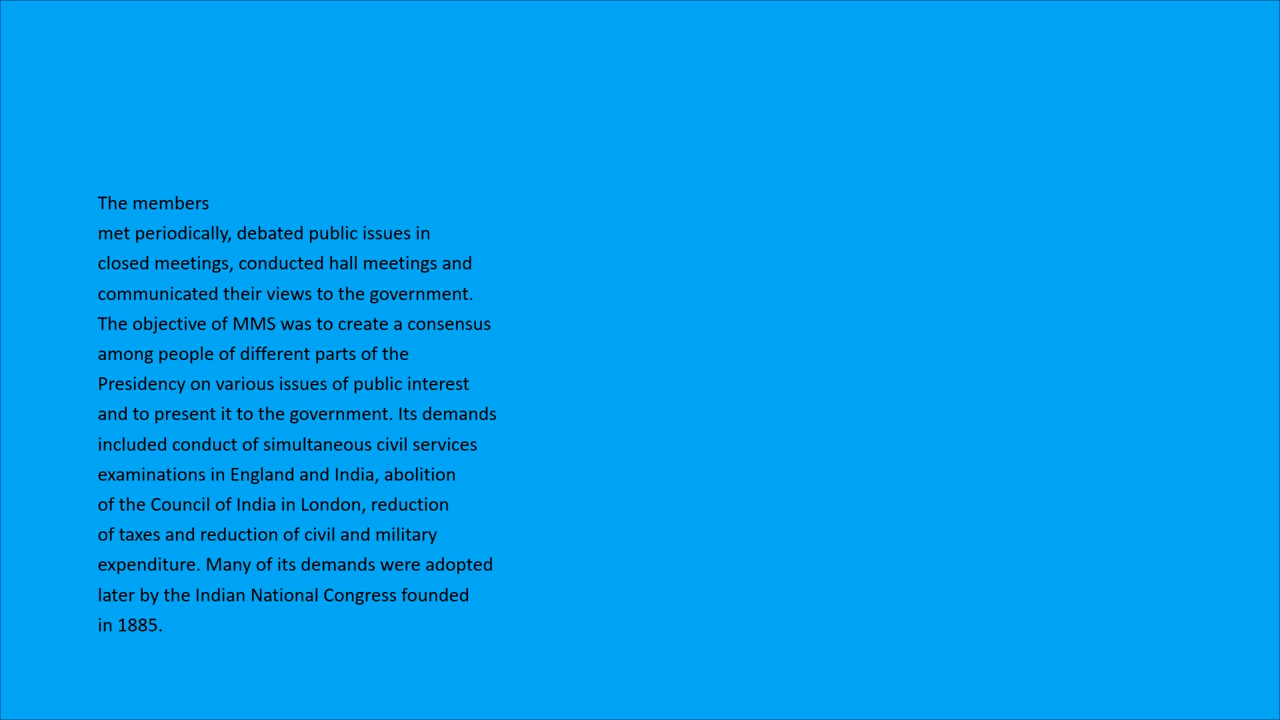 The members
met periodically, debated public issues in
closed meetings, conducted hall meetings and
communicated their views to the government.
The objective of MMS was to create a consensus
among people of different parts of the
Presidency on various issues of public interest
and to present it to the government. Its demands
included conduct of simultaneous civil services
examinations in England and India, abolition
of the Council of India in London, reduction
of taxes and reduction of civil and military
expenditure. Many of its demands were adopted
later by the Indian National Congress founded
in 1885.